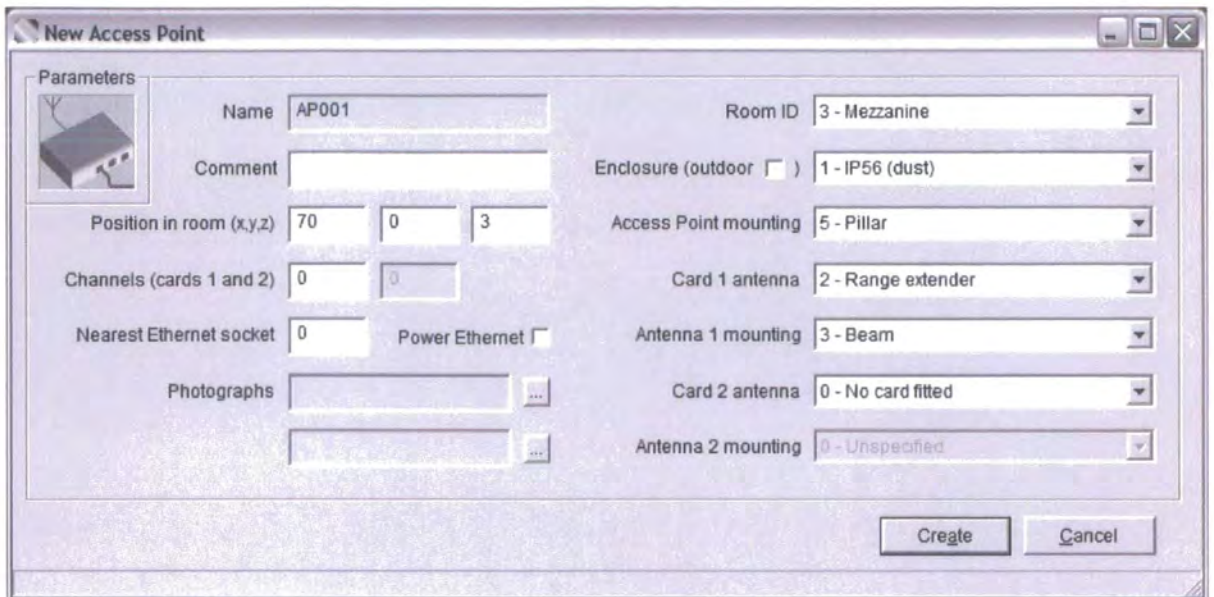 New Access Point
Parameters
Name AP001
Comment
Position in room (x,y,z) 70 0 3
Channels (cards 1 and 2) 0 0
Nearest Ethernet socket 0 Power Ethernet
Photographs ...
...
Room ID 3 - Mezzanine
Enclosure (outdoor ) 1 - IP56 (dust)
Access Point mounting 5 - Pillar
Card 1 antenna 2 - Range extender
Antenna 1 mounting 3 - Beam
Card 2 antenna 0 - No card fitted
Antenna 2 mounting 0 - Unspecified
Create Cancel